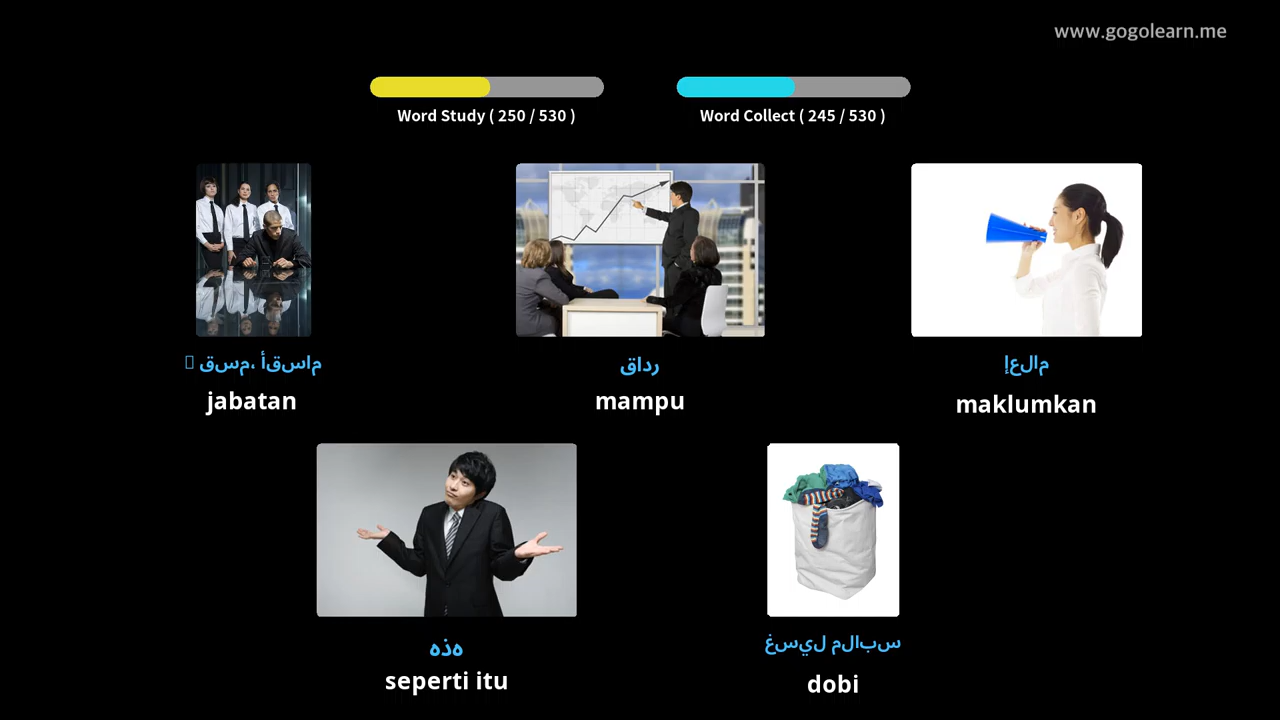 www.gogolearn.me
Word Study ( 250 / 530 )
Word Collect ( 245 / 530 )
قسم، أقسام
jabatan
قادر
mampu
إعلام
maklumkan
هذه
seperti itu
غسيل ملابس
dobi